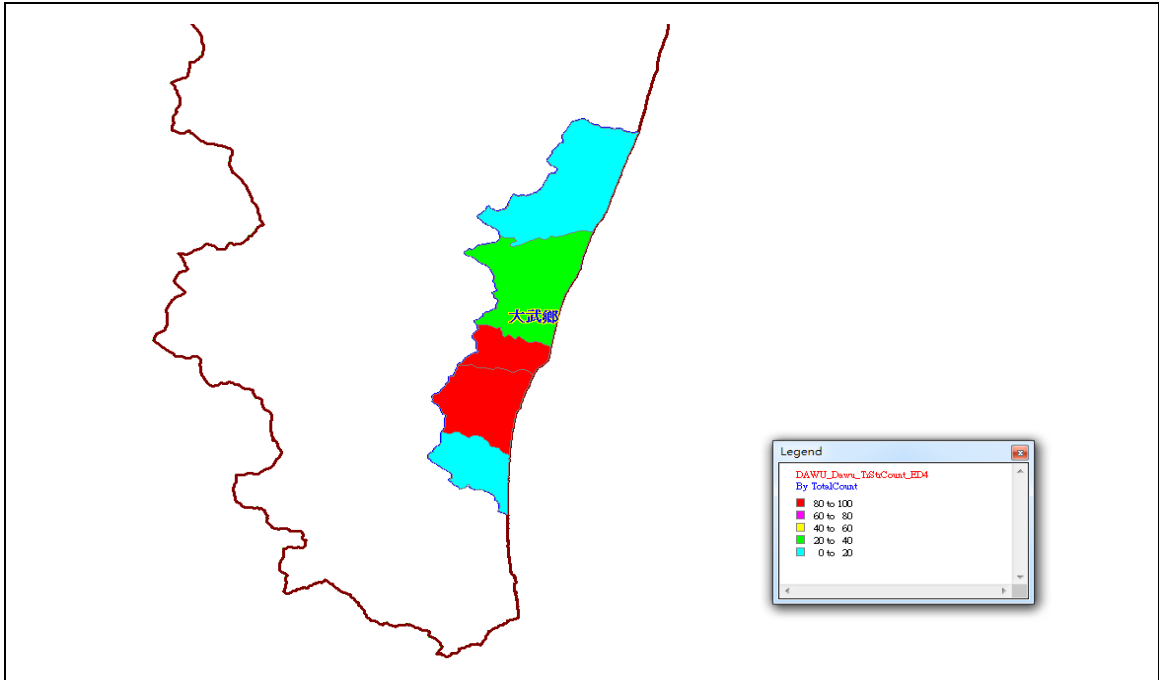 大武鄉
Legend
DAWU_Dawu_TrStrCount_ED4
By TotalCount
80 to 100
60 to 80
40 to 60
20 to 40
0 to 20